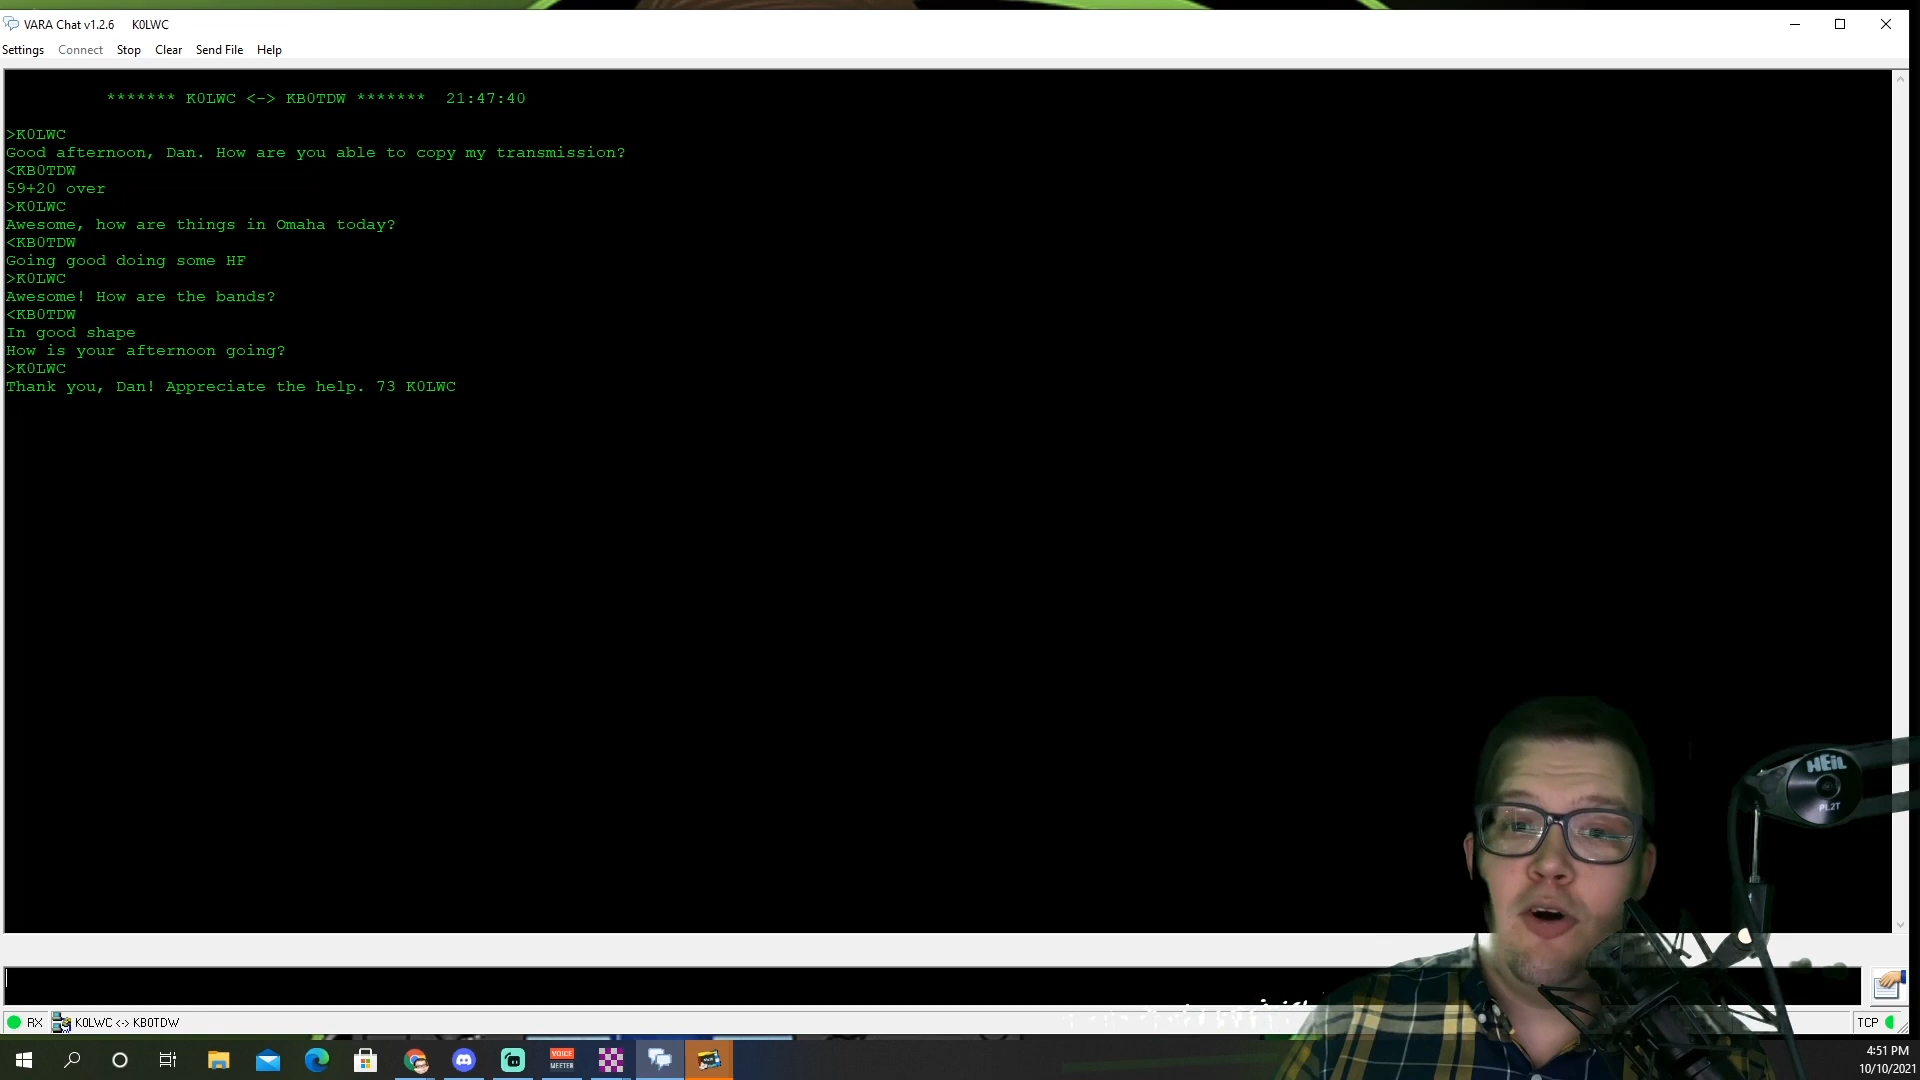 VARA Chat v1.2.6 K0LWC
Settings Connect Stop Clear Send File Help
******* K0LWC <-> KB0TDW ******* 21:47:40
>K0LWC
Good afternoon, Dan. How are you able to copy my transmission?
<KB0TDW
59+20 over
>K0LWC
Awesome, how are things in Omaha today?
<KB0TDW
Going good doing some HF
>K0LWC
Awesome! How are the bands?
<KB0TDW
In good shape
How is your afternoon going?
>K0LWC
Thank you, Dan! Appreciate the help. 73 K0LWC
HEiL
PL2T
RX K0LWC <-> KB0TDW TCP
VOICE
MEETER
4:51 PM
10/10/2021